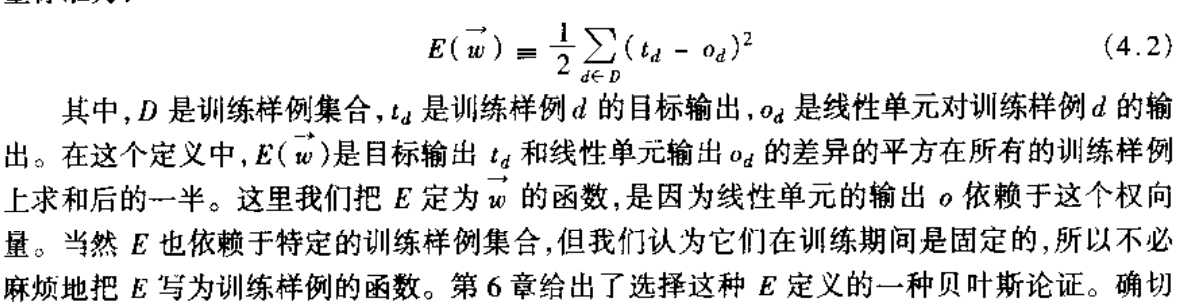 E(w⃗) ≡ 1/2 ∑_{d∈D} (t_d − o_d)² (4.2)
其中,D 是训练样例集合,t_d 是训练样例 d 的目标输出,o_d 是线性单元对训练样例 d 的输
出。在这个定义中,E(w⃗)是目标输出 t_d 和线性单元输出 o_d 的差异的平方在所有的训练样例
上求和后的一半。这里我们把 E 定为 w⃗ 的函数,是因为线性单元的输出 o 依赖于这个权向
量。当然 E 也依赖于特定的训练样例集合,但我们认为它们在训练期间是固定的,所以不必
麻烦地把 E 写为训练样例的函数。第 6 章给出了选择这种 E 定义的一种贝叶斯论证。确切